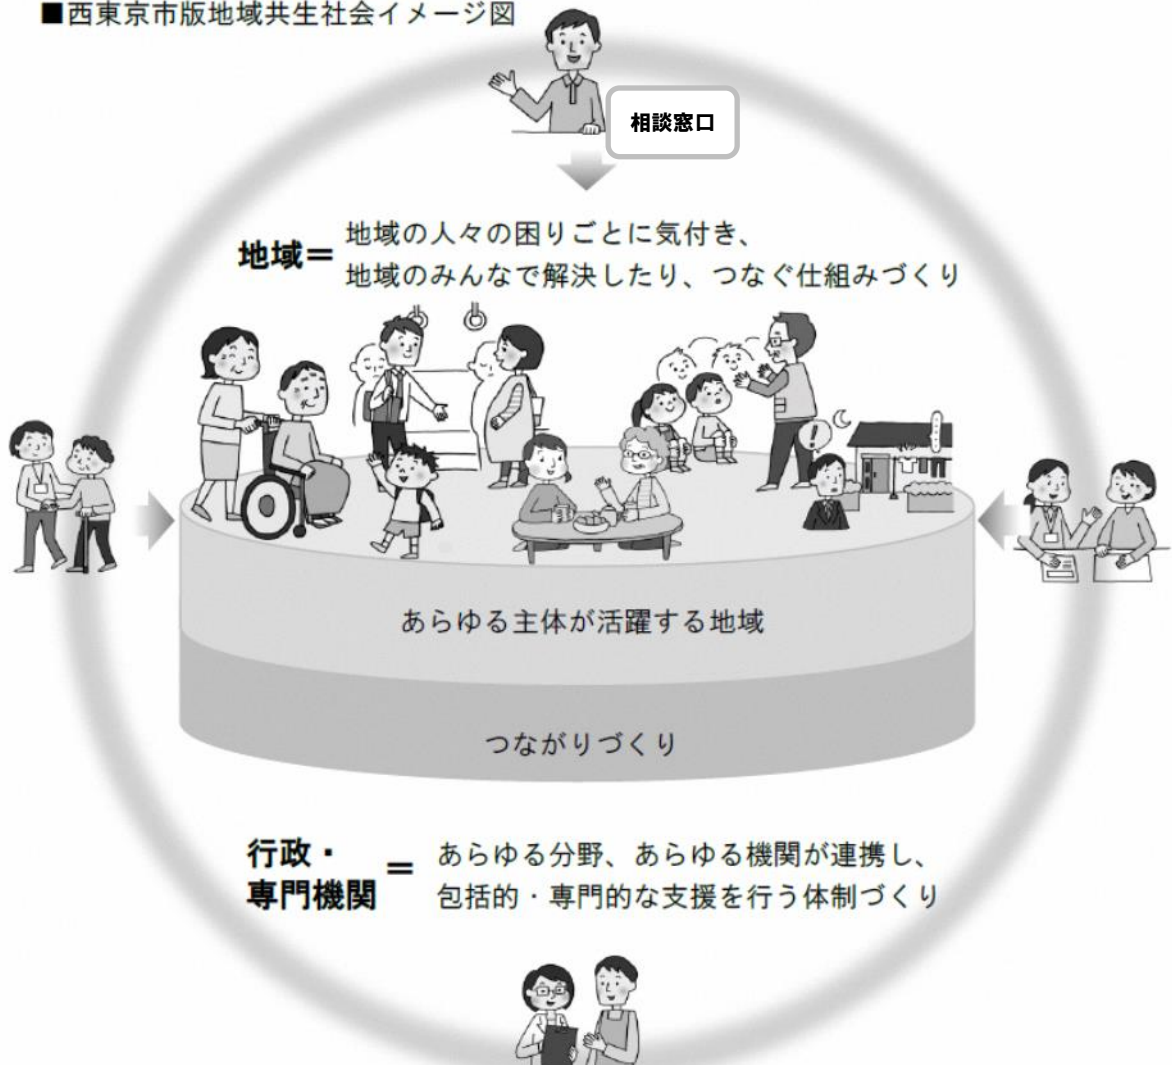 ■西東京市版地域共生社会イメージ図
相談窓口
地域＝
地域の人々の困りごとに気付き、
地域のみんなで解決したり、つなぐ仕組みづくり
!
あらゆる主体が活躍する地域
つながりづくり
行政・
専門機関
＝
あらゆる分野、あらゆる機関が連携し、
包括的・専門的な支援を行う体制づくり